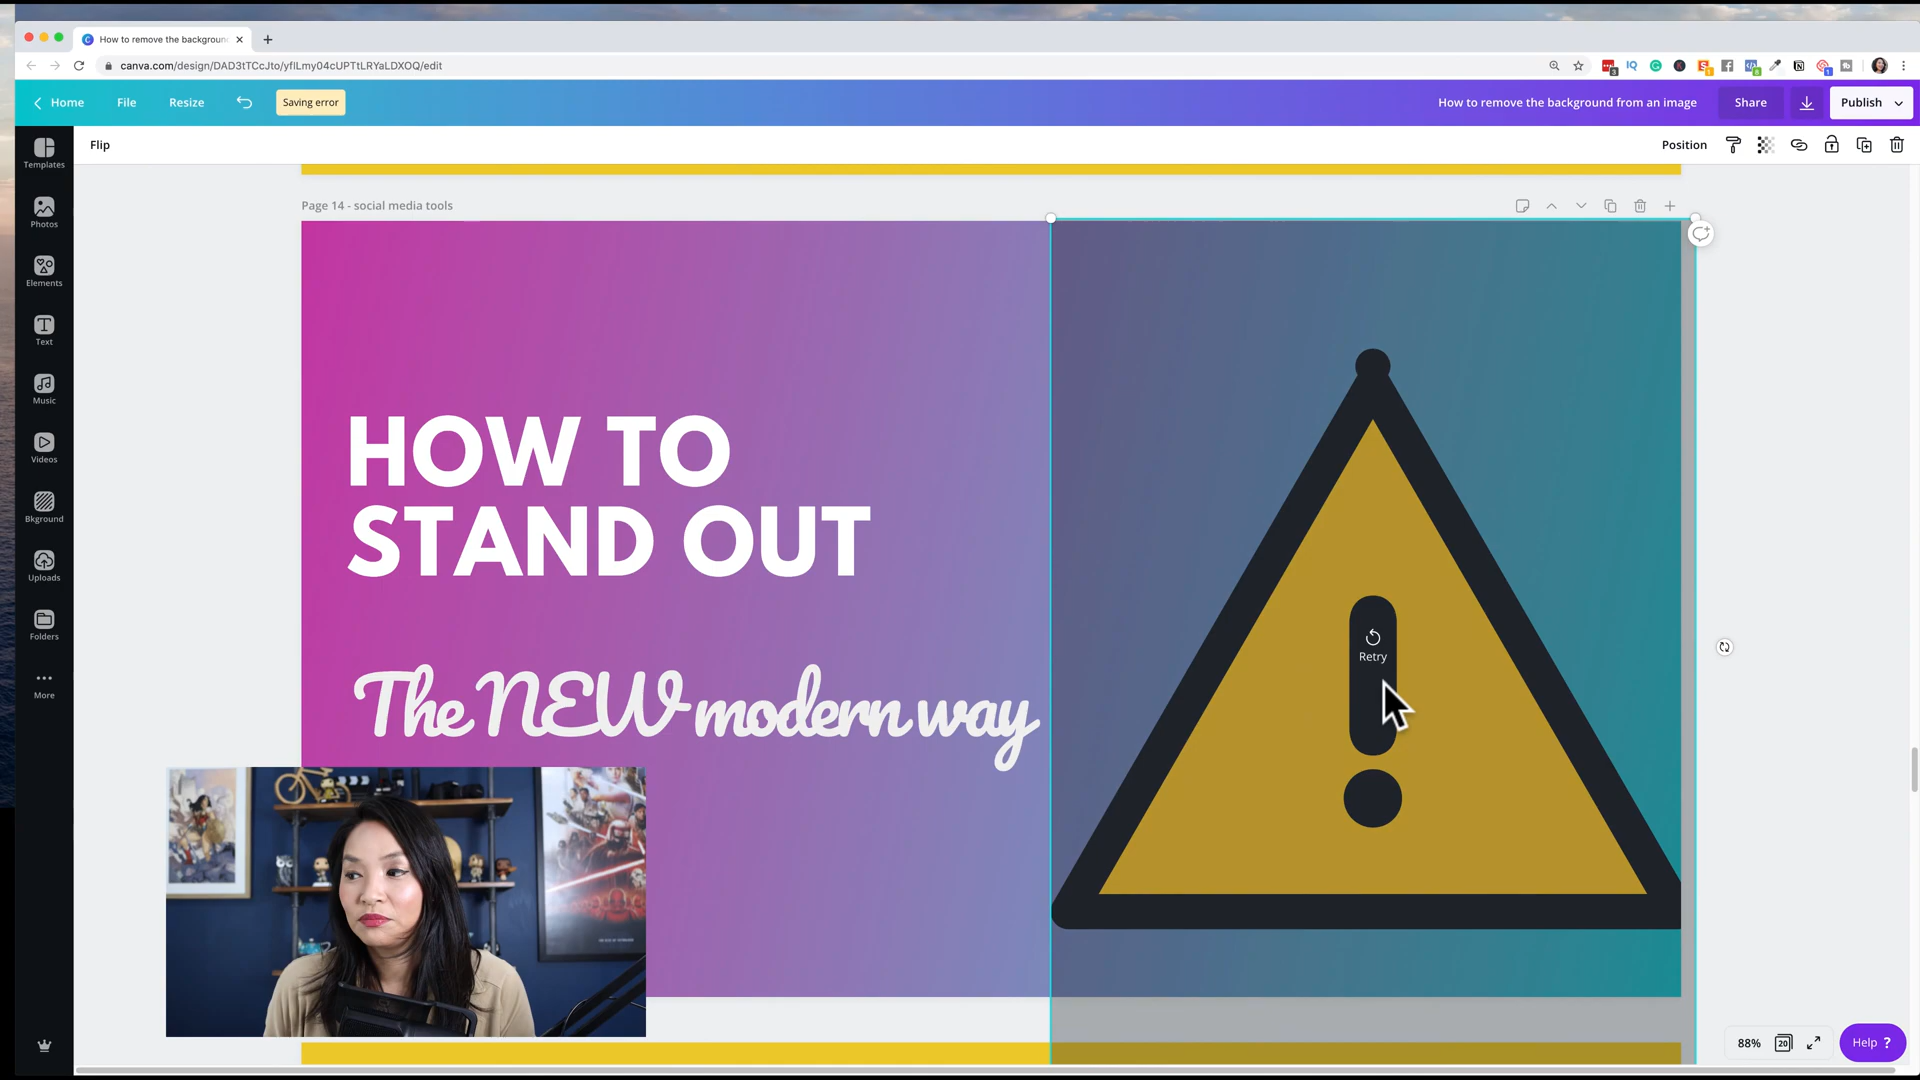 How to remove the backgroun
canva.com/design/DAD3tTCcJto/yflLmy04cUPTtLRYaLDXOQ/edit
Home
File
Resize
Saving error
How to remove the background from an image
Share
Publish
Flip
Position
Templates
Photos
Elements
Text
Music
Videos
Bkground
Uploads
Folders
More
Page 14 - social media tools
HOW TO
STAND OUT
The NEW modern way
Retry
88%
20
Help ?